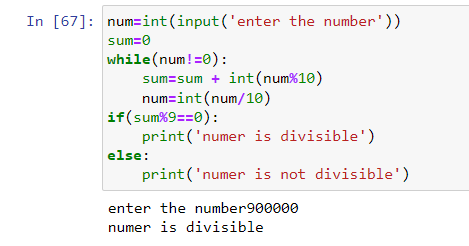 In [67]: num=int(input('enter the number'))
sum=0
while(num!=0):
    sum=sum + int(num%10)
    num=int(num/10)
if(sum%9==0):
    print('numer is divisible')
else:
    print('numer is not divisible')
enter the number900000
numer is divisible